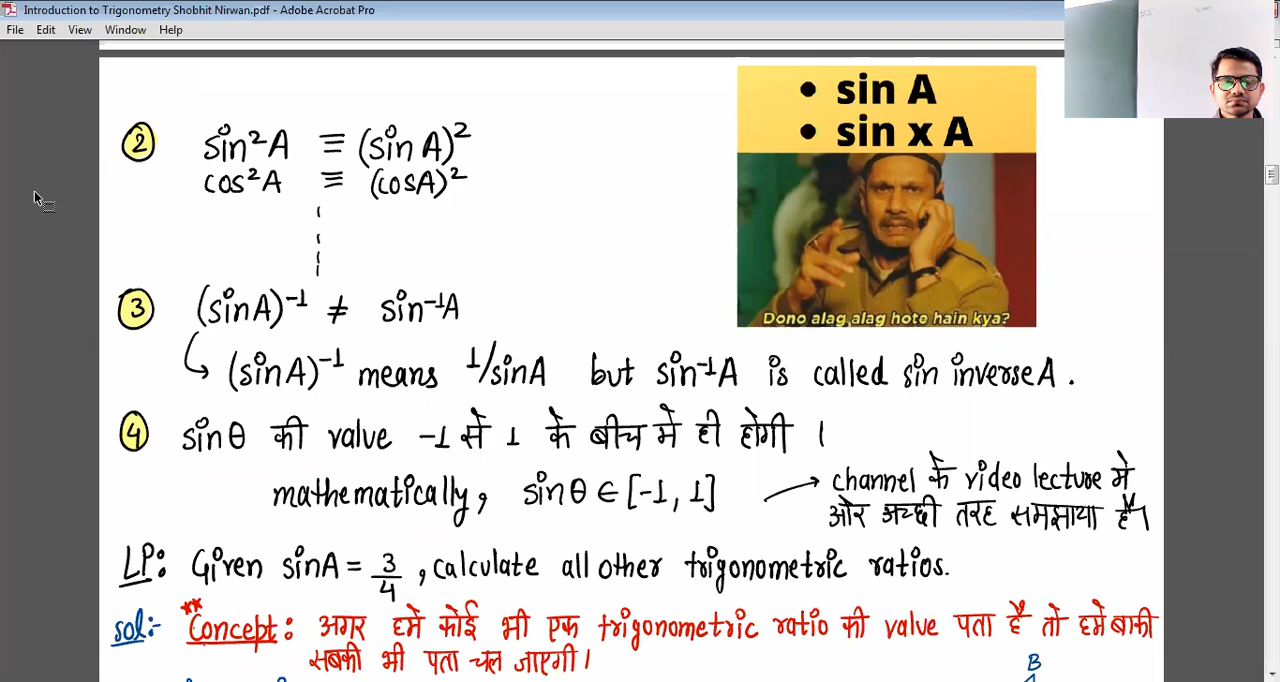 Introduction to Trigonometry Shobhit Nirwan.pdf - Adobe Acrobat Pro
File Edit View Window Help
• sin A
• sin x A
Dono alag alag hote hain kya?
② sin²A ≡ (sin A)²
cos²A ≡ (cosA)²
③ (sinA)⁻¹ ≠ sin⁻¹A
↳ (sinA)⁻¹ means 1/sinA but sin⁻¹A is called sin inverse A.
④ sinθ की value -1 से 1 के बीच में ही होगी ।
mathematically, sinθ ∈ [-1, 1] → channel के video lecture मे
ओर अच्छी तरह समझाया है।
LP: Given sinA = 3/4, calculate all other trigonometric ratios.
sol:- **Concept: अगर हमे कोई भी एक trigonometric ratio की value पता है तो हमे बाकी
सबकी भी पता चल जाएगी।
B